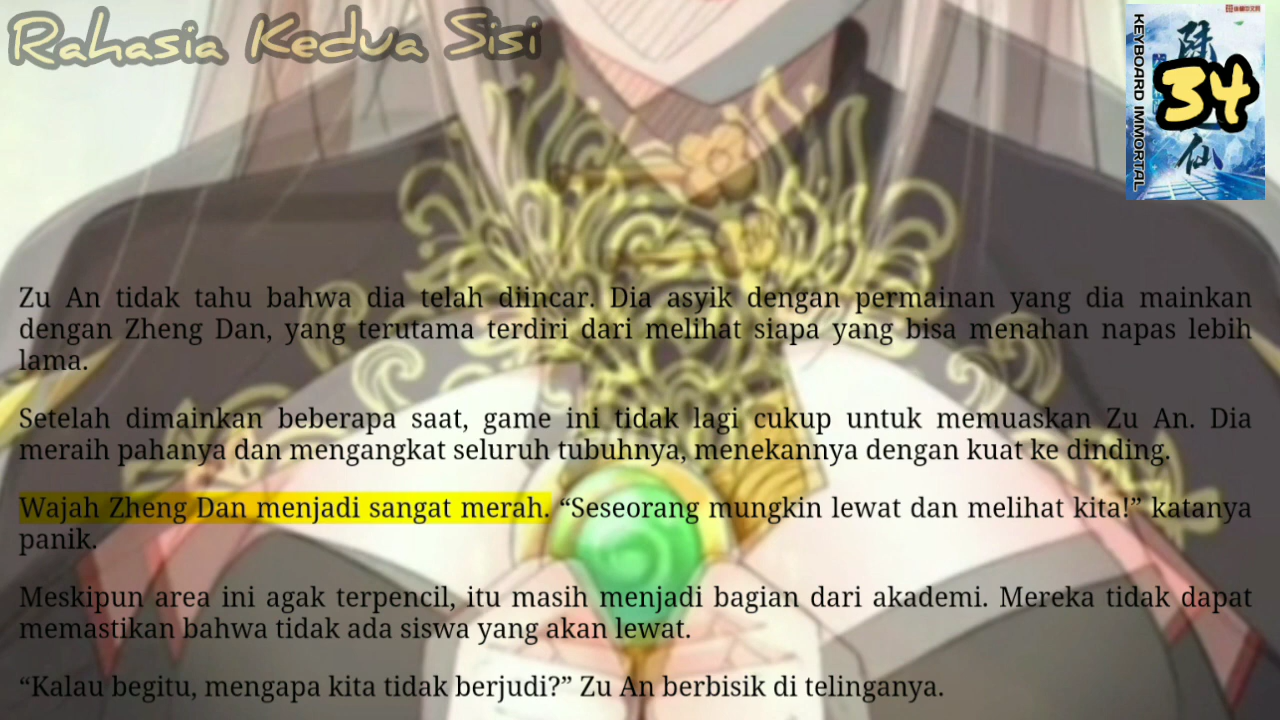 Rahasia Kedua Sisi
KEYBOARD IMMORTAL
34
仙
Zu An tidak tahu bahwa dia telah diincar. Dia asyik dengan permainan yang dia mainkan
dengan Zheng Dan, yang terutama terdiri dari melihat siapa yang bisa menahan napas lebih
lama.
Setelah dimainkan beberapa saat, game ini tidak lagi cukup untuk memuaskan Zu An. Dia
meraih pahanya dan mengangkat seluruh tubuhnya, menekannya dengan kuat ke dinding.
Wajah Zheng Dan menjadi sangat merah. “Seseorang mungkin lewat dan melihat kita!” katanya
panik.
Meskipun area ini agak terpencil, itu masih menjadi bagian dari akademi. Mereka tidak dapat
memastikan bahwa tidak ada siswa yang akan lewat.
“Kalau begitu, mengapa kita tidak berjudi?” Zu An berbisik di telinganya.